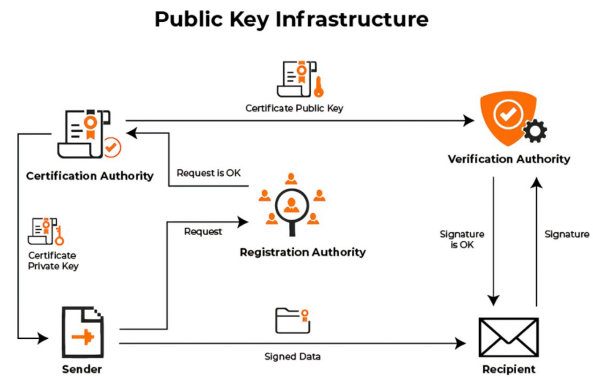 Public Key Infrastructure
Certificate Public Key
Certification Authority
Verification Authority
Request is OK
Request
Registration Authority
Certificate
Private Key
Signature
is OK
Signature
Signed Data
Sender
Recipient